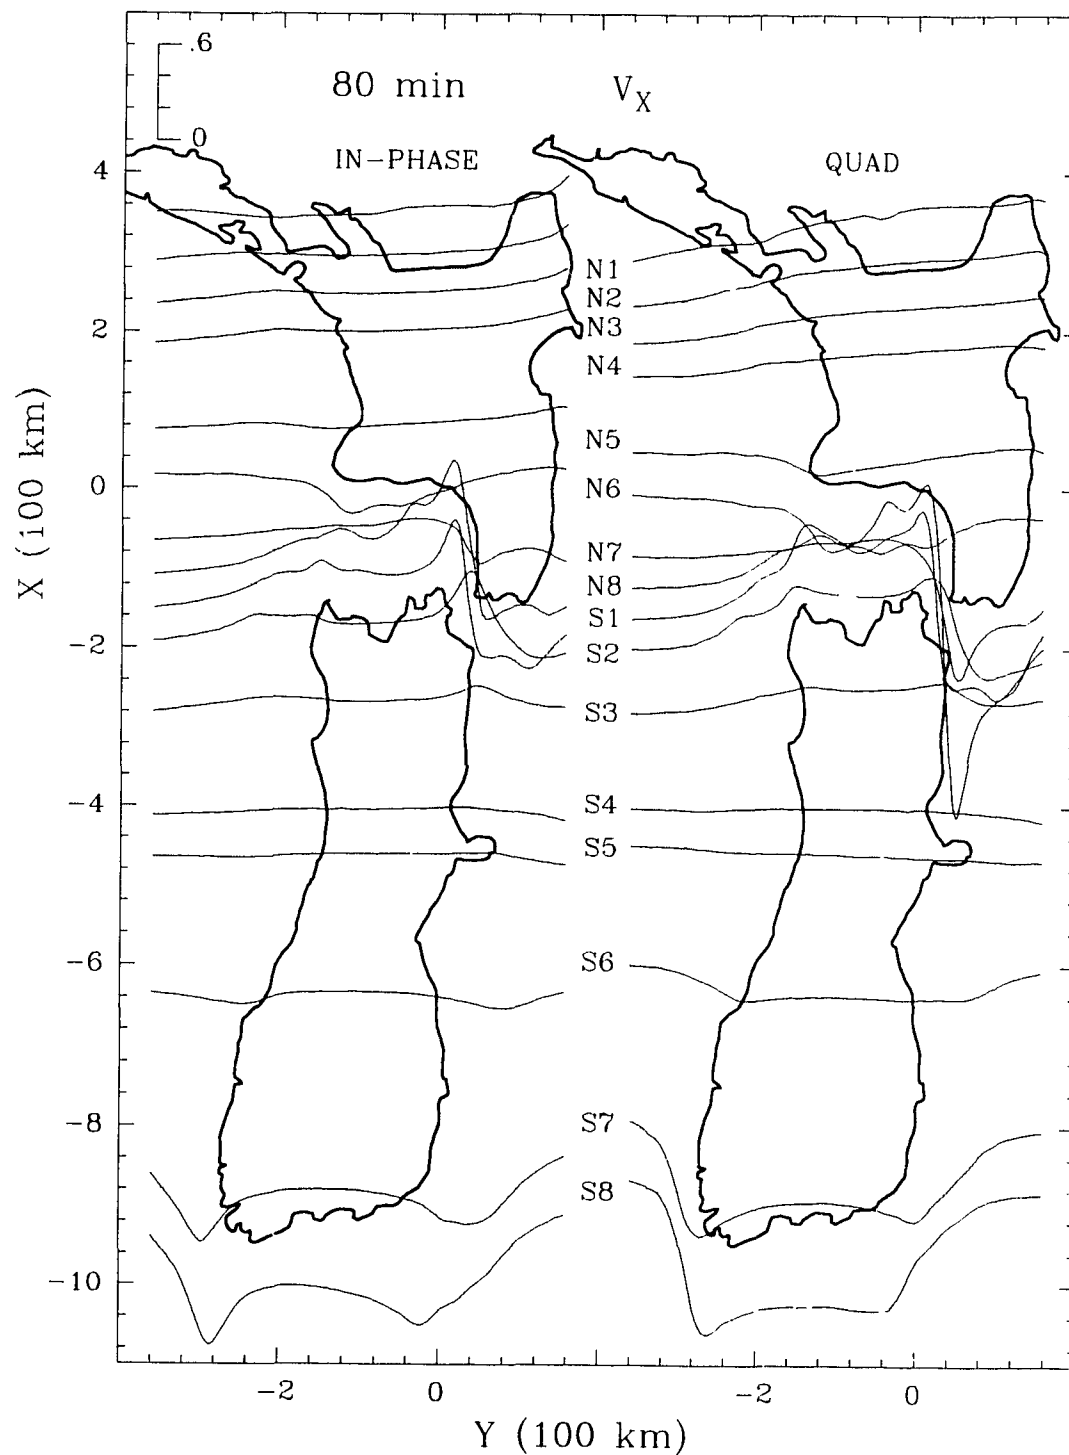 .6
80 min
V_X
0
IN-PHASE
QUAD
4
N1
N2
2
N3
N4
N5
0
N6
N7
N8
S1
-2
S2
S3
-4
S4
S5
-6
S6
-8
S7
S8
-10
X (100 km)
-2
0
-2
0
Y (100 km)